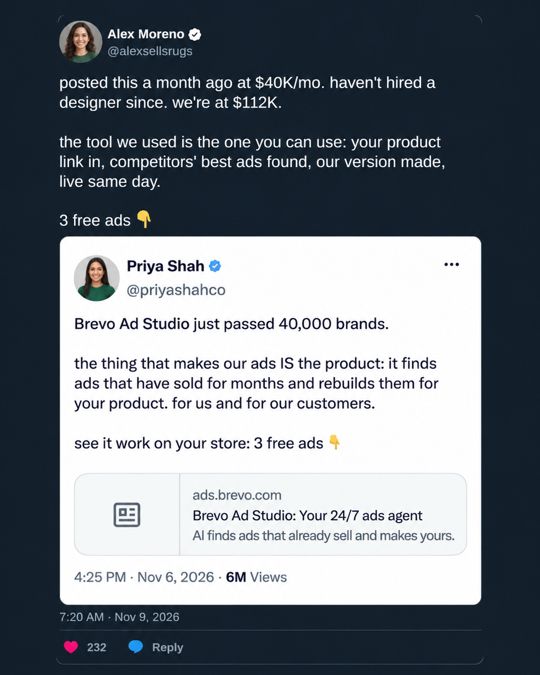 Alex Moreno
@alexsellsrugs
posted this a month ago at $40K/mo. haven't hired a
designer since. we're at $112K.
the tool we used is the one you can use: your product
link in, competitors' best ads found, our version made,
live same day.
3 free ads 👇
Priya Shah
@priyashahco
Brevo Ad Studio just passed 40,000 brands.
the thing that makes our ads IS the product: it finds
ads that have sold for months and rebuilds them for
your product. for us and for our customers.
see it work on your store: 3 free ads 👇
ads.brevo.com
Brevo Ad Studio: Your 24/7 ads agent
AI finds ads that already sell and makes yours.
4:25 PM · Nov 6, 2026 · 6M Views
7:20 AM · Nov 9, 2026
232 Reply